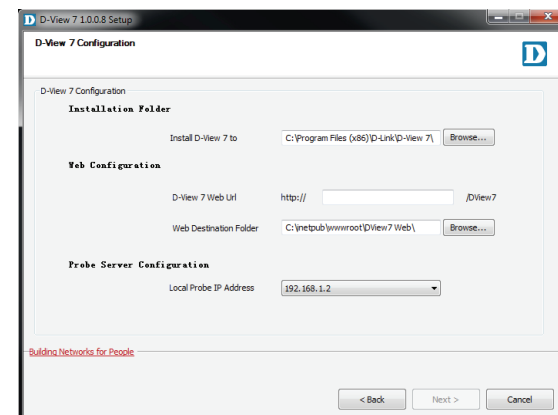 D-View 7 1.0.0.8 Setup
D-View 7 Configuration
D
D-View 7 Configuration
Installation Folder
Install D-View 7 to C:\Program Files (x86)\D-Link\D-View 7\ Browse...
Web Configuration
D-View 7 Web Url http:// /DView7
Web Destination Folder C:\inetpub\wwwroot\DView7 Web\ Browse...
Probe Server Configuration
Local Probe IP Address 192.168.1.2
Building Networks for People
< Back Next > Cancel